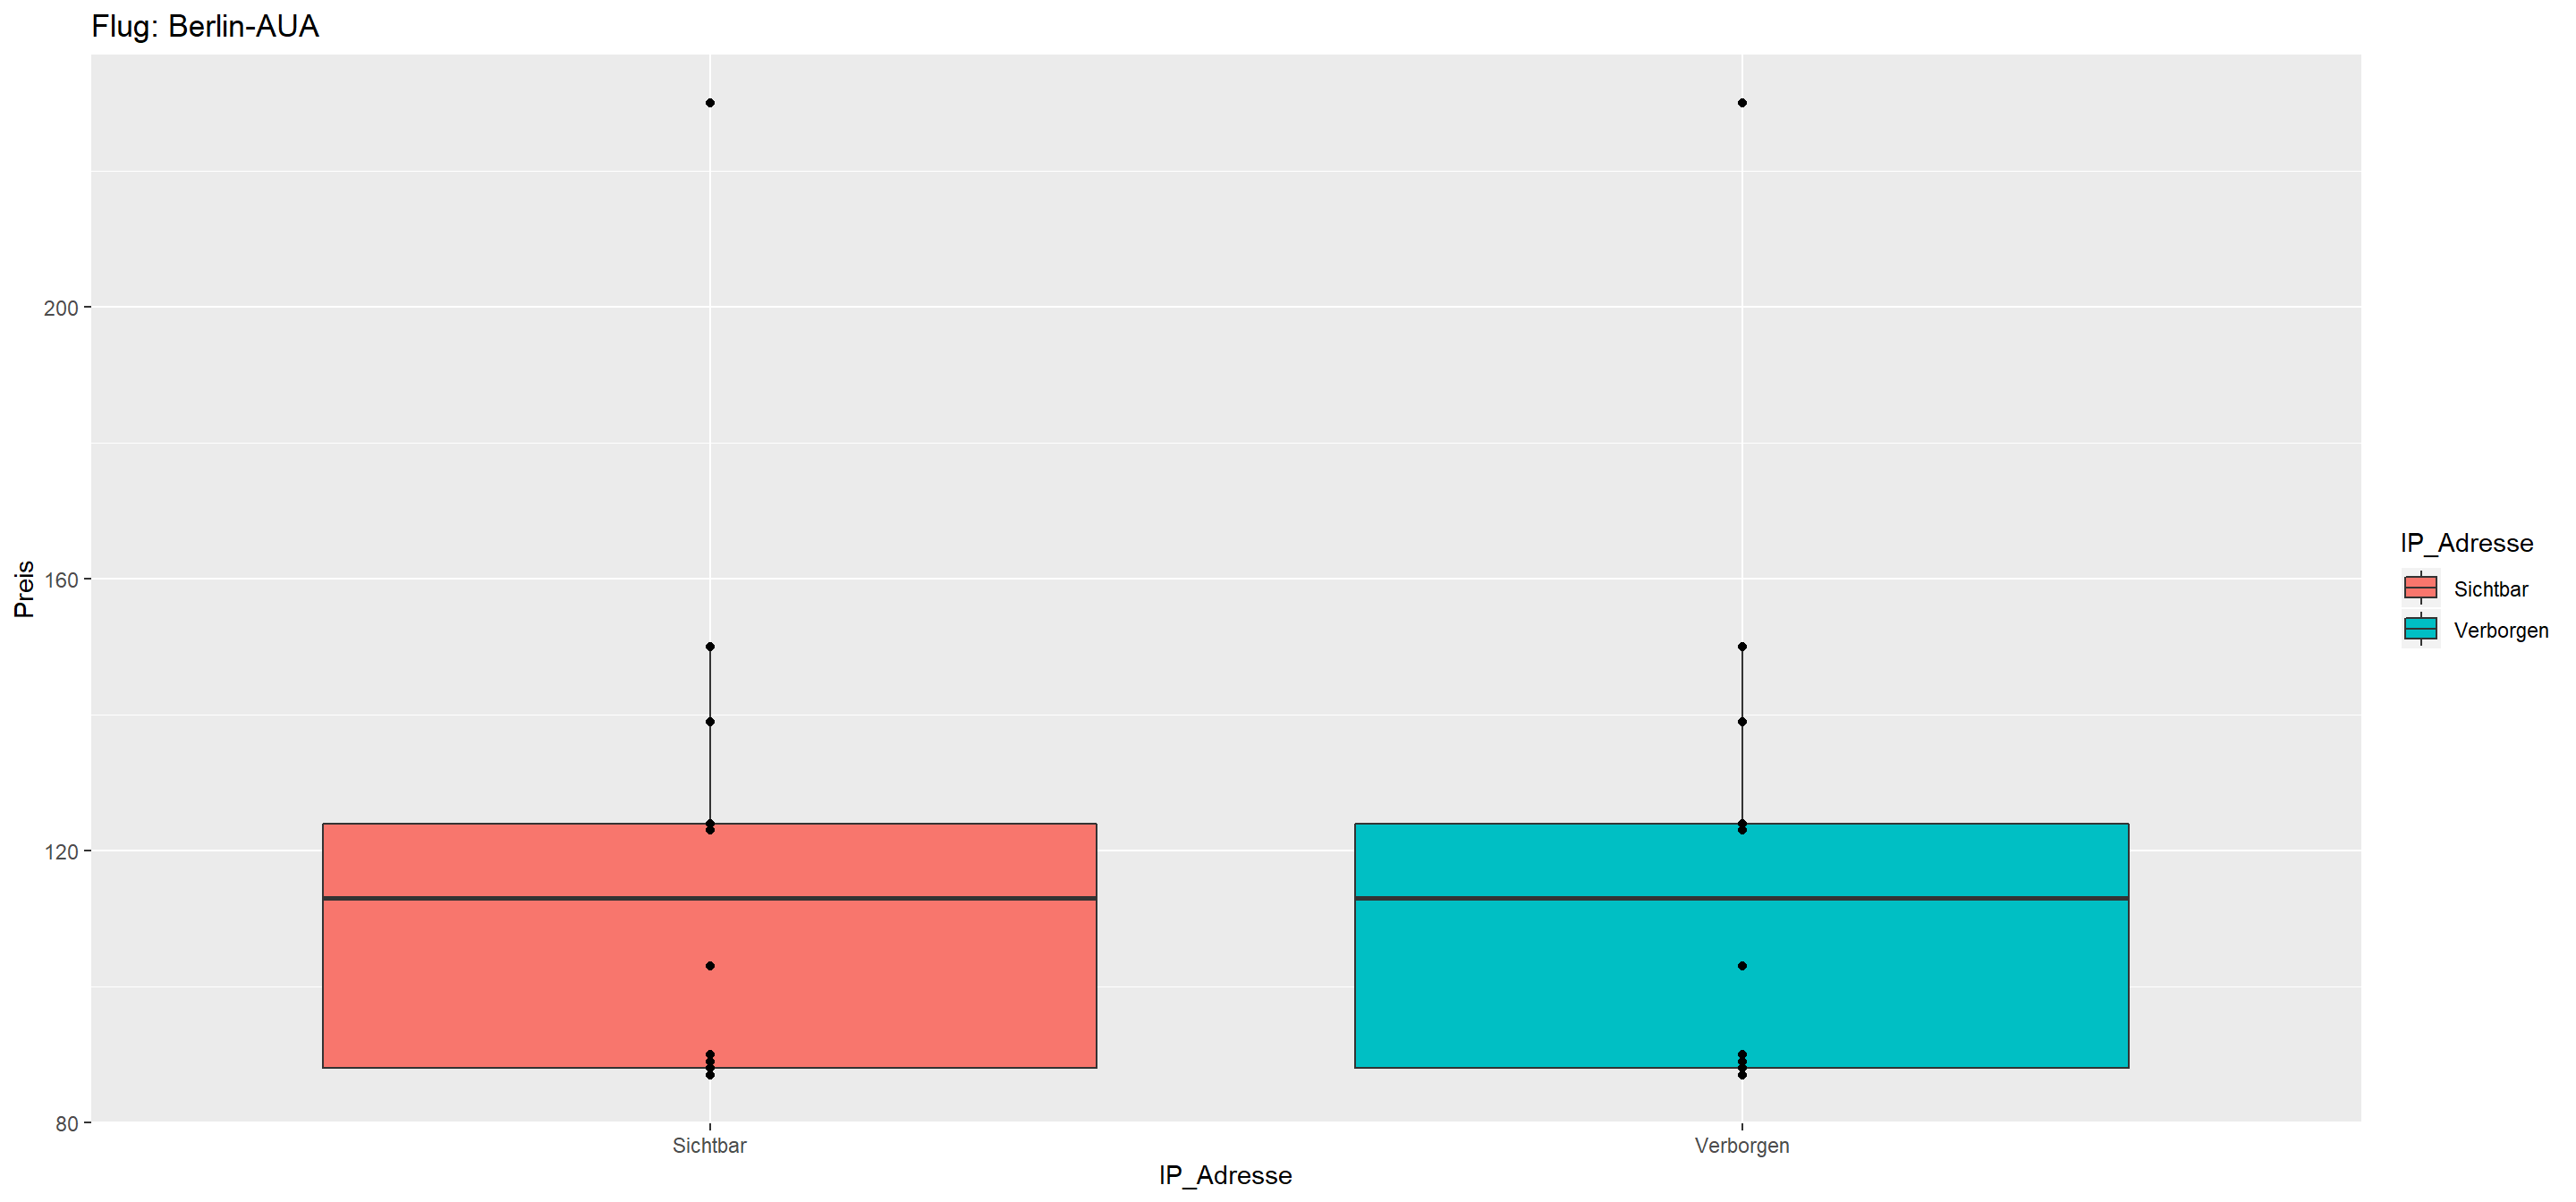 Flug: Berlin-AUA
Preis
200
160
120
80
Sichtbar
Verborgen
IP_Adresse
IP_Adresse
Sichtbar
Verborgen